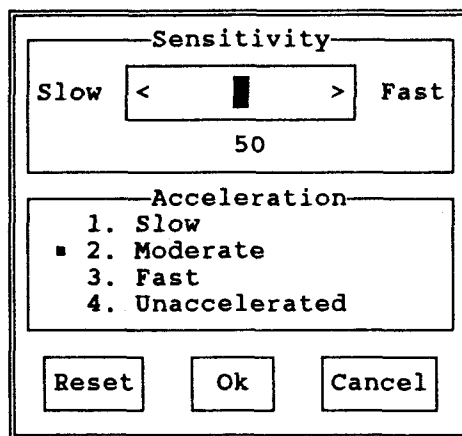 Sensitivity
Slow < > Fast
50
Acceleration
1. Slow
▪ 2. Moderate
3. Fast
4. Unaccelerated
Reset Ok Cancel